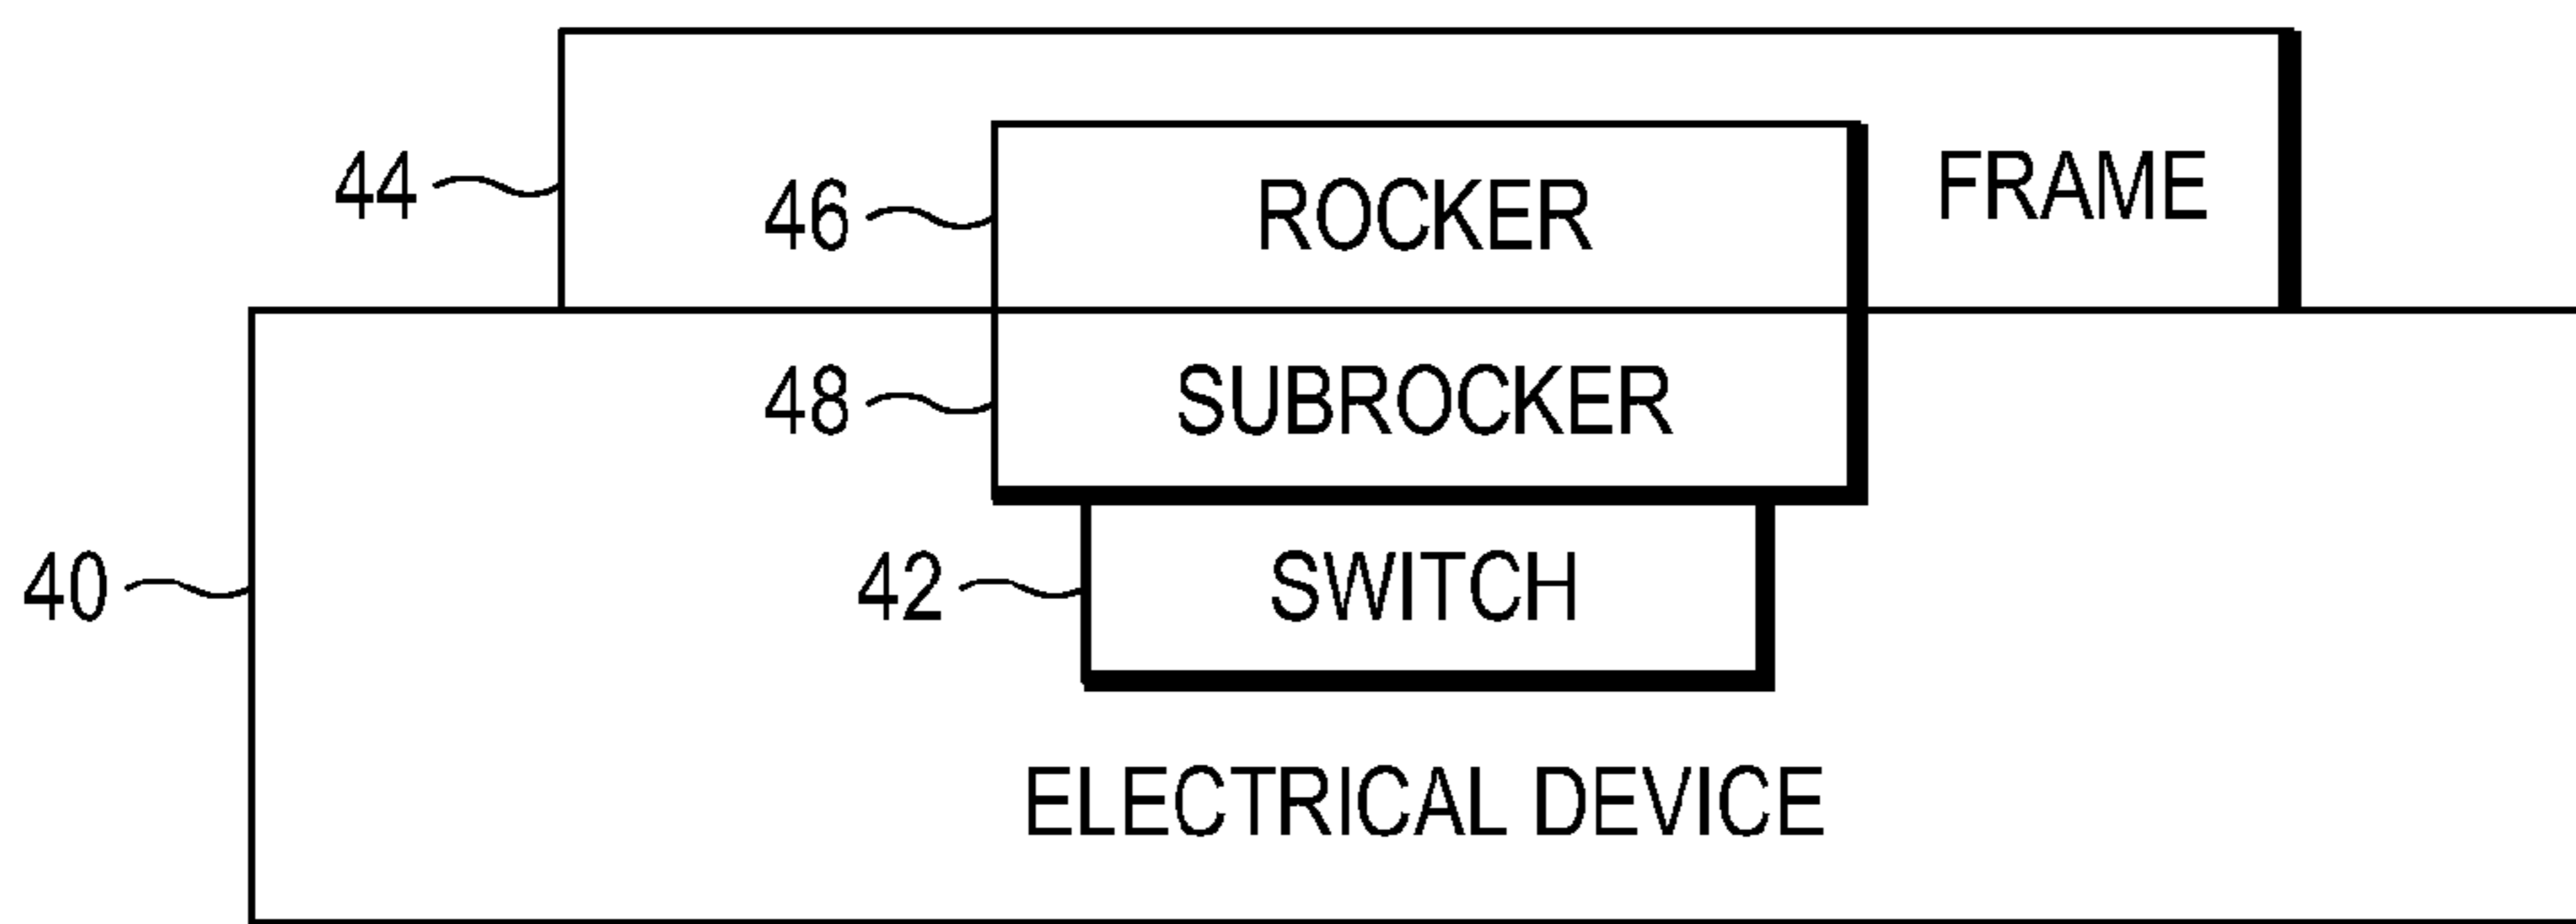 44
FRAME
46
ROCKER
48
SUBROCKER
40
42
SWITCH
ELECTRICAL DEVICE